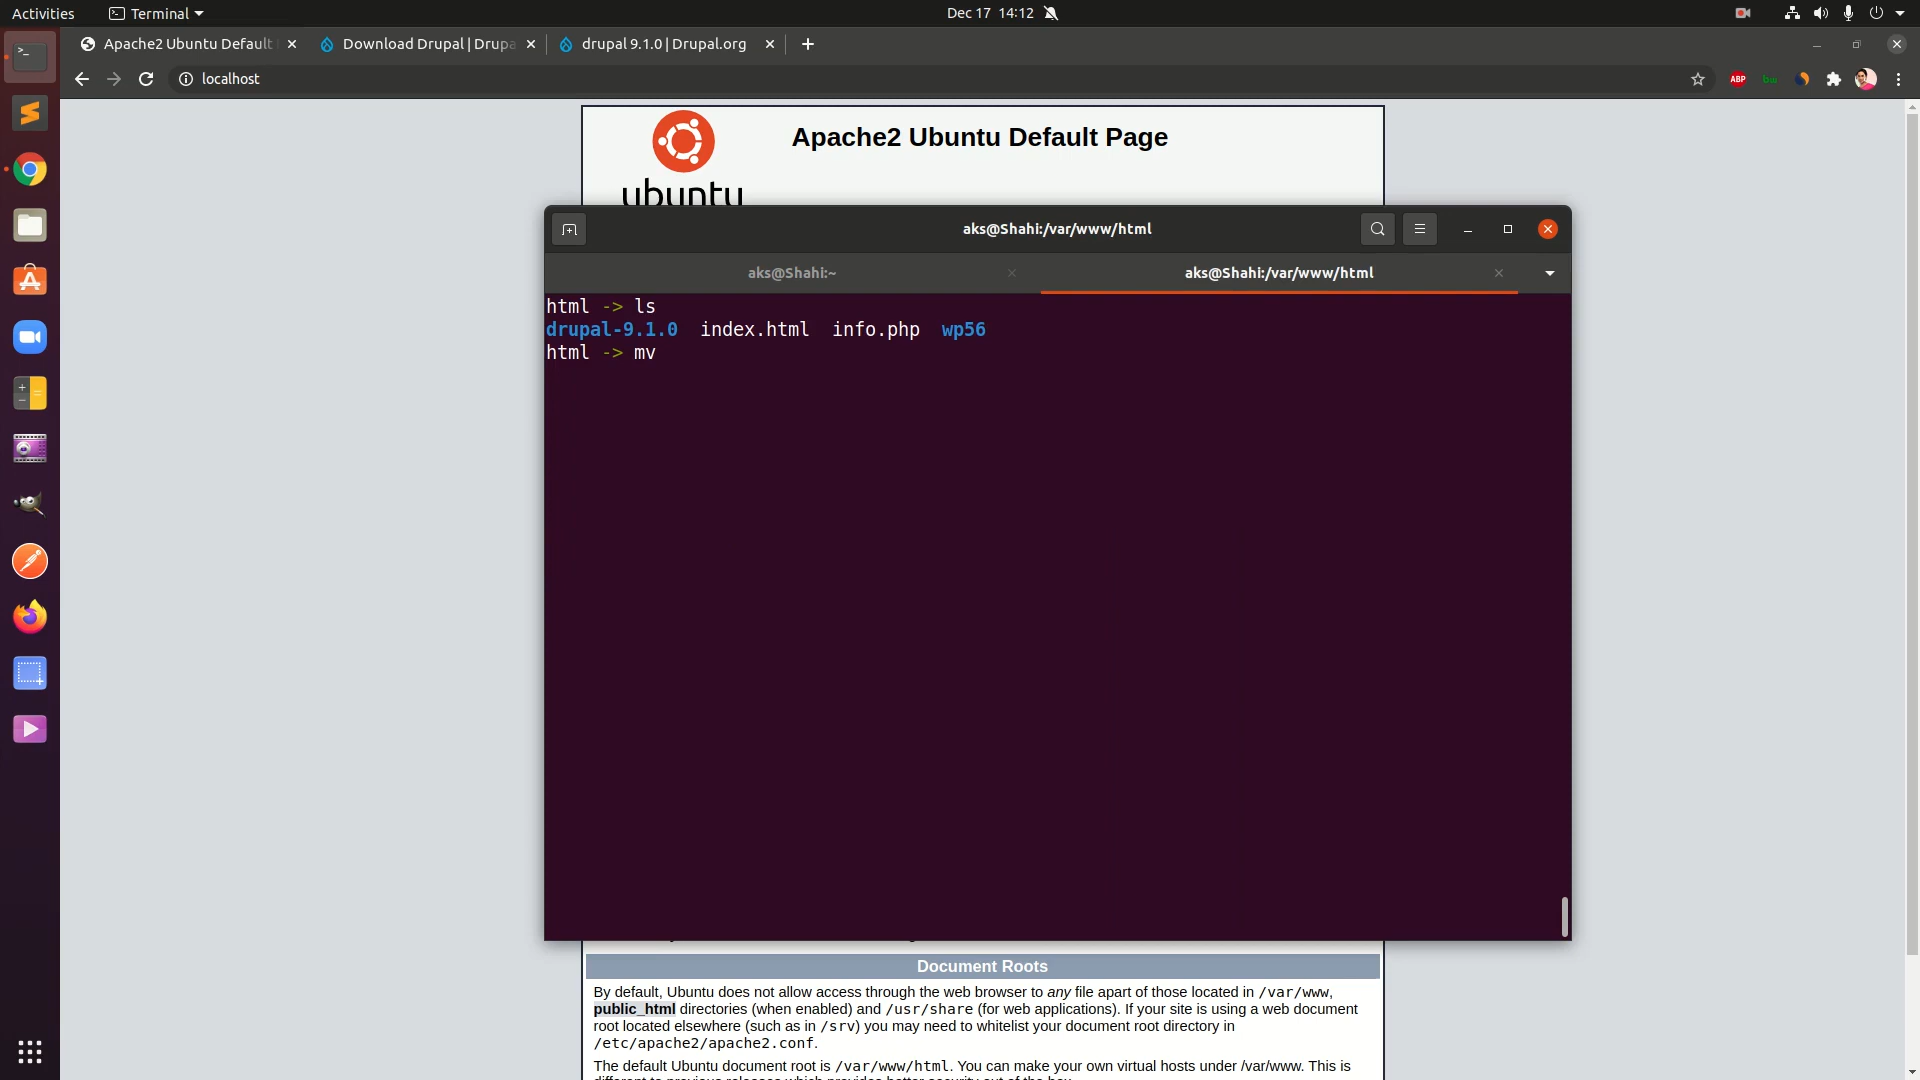 Activities
Terminal
Dec 17 14:12
Apache2 Ubuntu Default
Download Drupal | Drupa
drupal 9.1.0 | Drupal.org
localhost
ABP
Apache2 Ubuntu Default Page
ubuntu
aks@Shahi:/var/www/html
aks@Shahi:~
aks@Shahi:/var/www/html
html -> ls
drupal-9.1.0 index.html info.php wp56
html -> mv
Document Roots
By default, Ubuntu does not allow access through the web browser to any file apart of those located in /var/www,
public_html directories (when enabled) and /usr/share (for web applications). If your site is using a web document
root located elsewhere (such as in /srv) you may need to whitelist your document root directory in
/etc/apache2/apache2.conf.
The default Ubuntu document root is /var/www/html. You can make your own virtual hosts under /var/www. This is